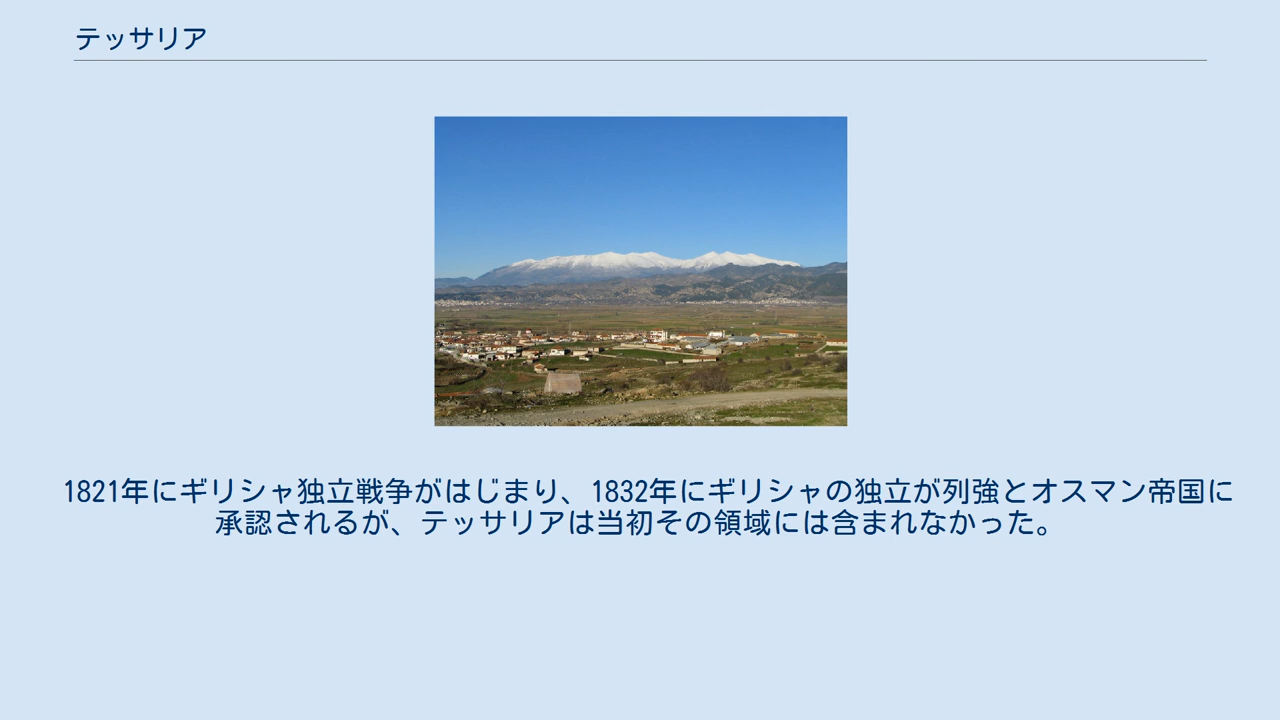 テッサリア
1821年にギリシャ独立戦争がはじまり、1832年にギリシャの独立が列強とオスマン帝国に
承認されるが、テッサリアは当初その領域には含まれなかった。